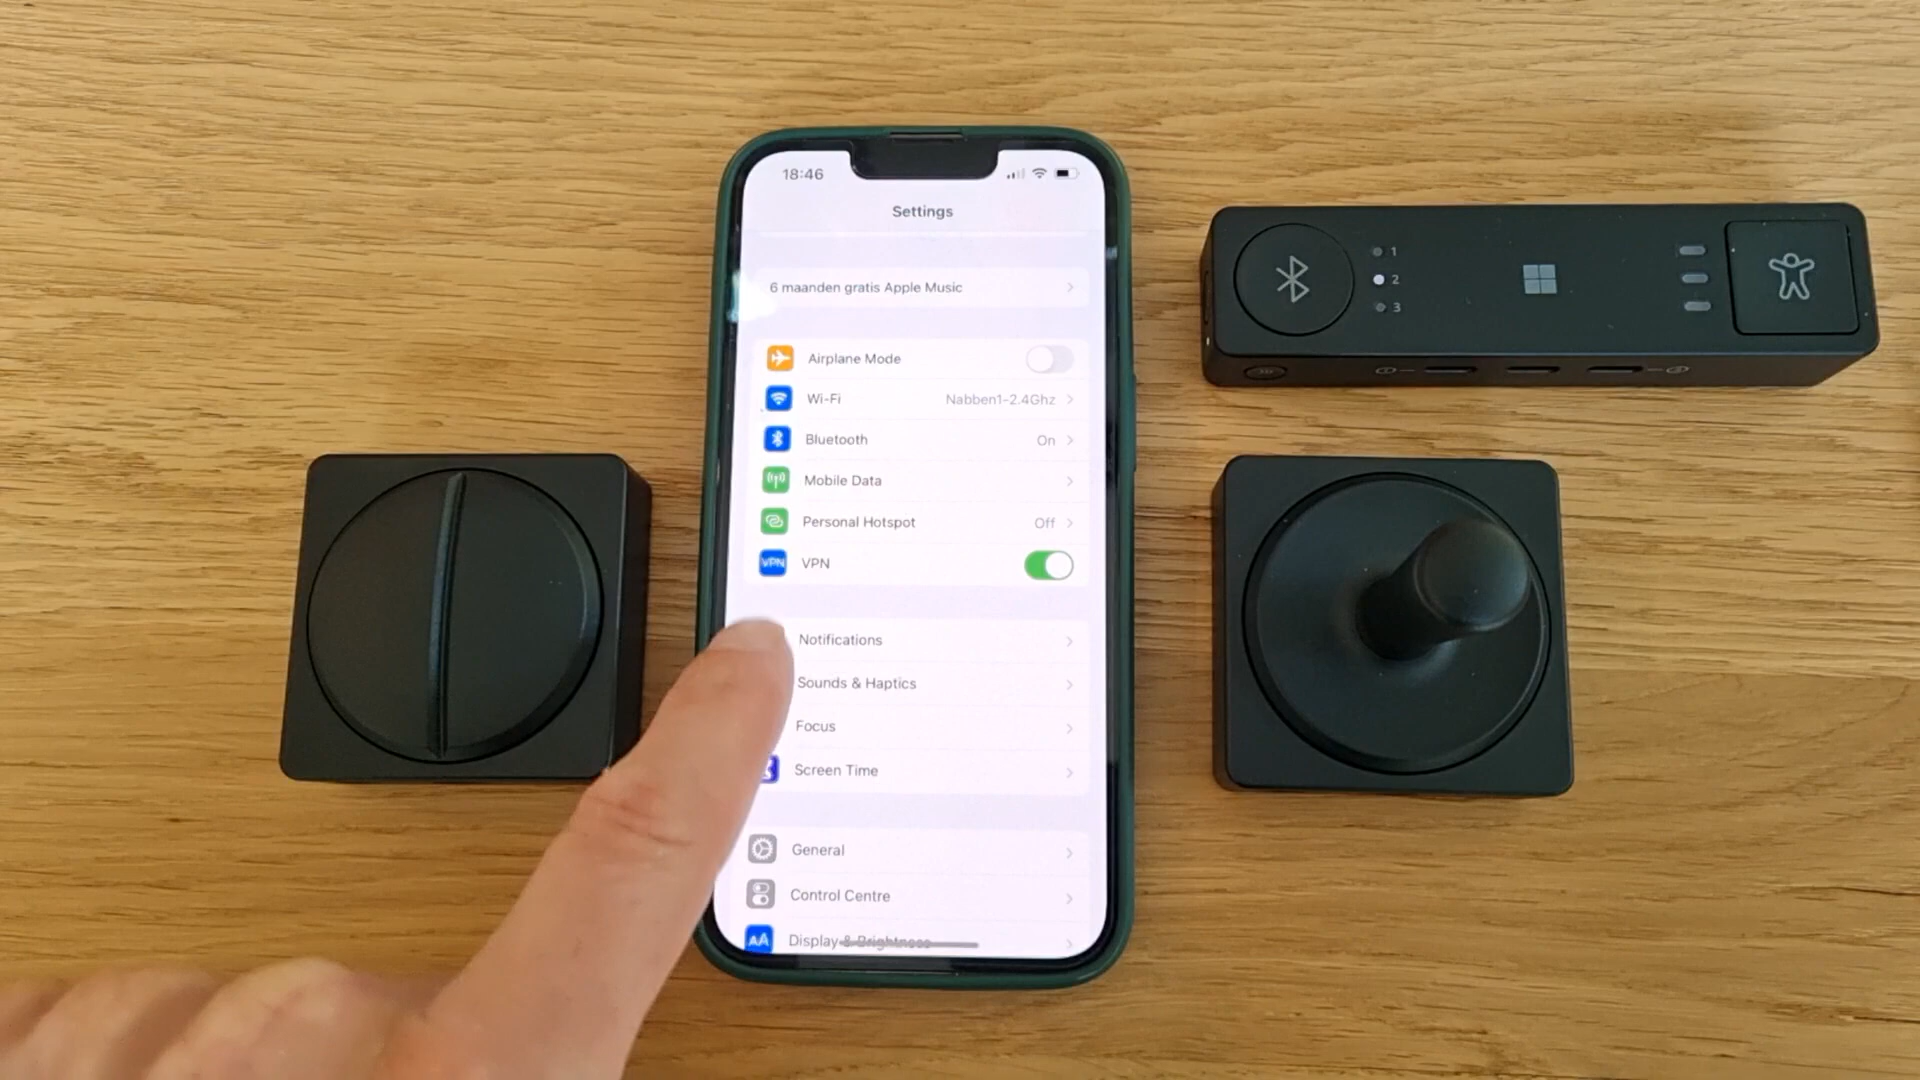 18:46
Settings
6 maanden gratis Apple Music
Airplane Mode
Wi-Fi Nabben1-2.4Ghz
Bluetooth On
Mobile Data
Personal Hotspot Off
VPN VPN
Notifications
Sounds & Haptics
Focus
Screen Time
General
Control Centre
AA Display & Brightness
1
2
3